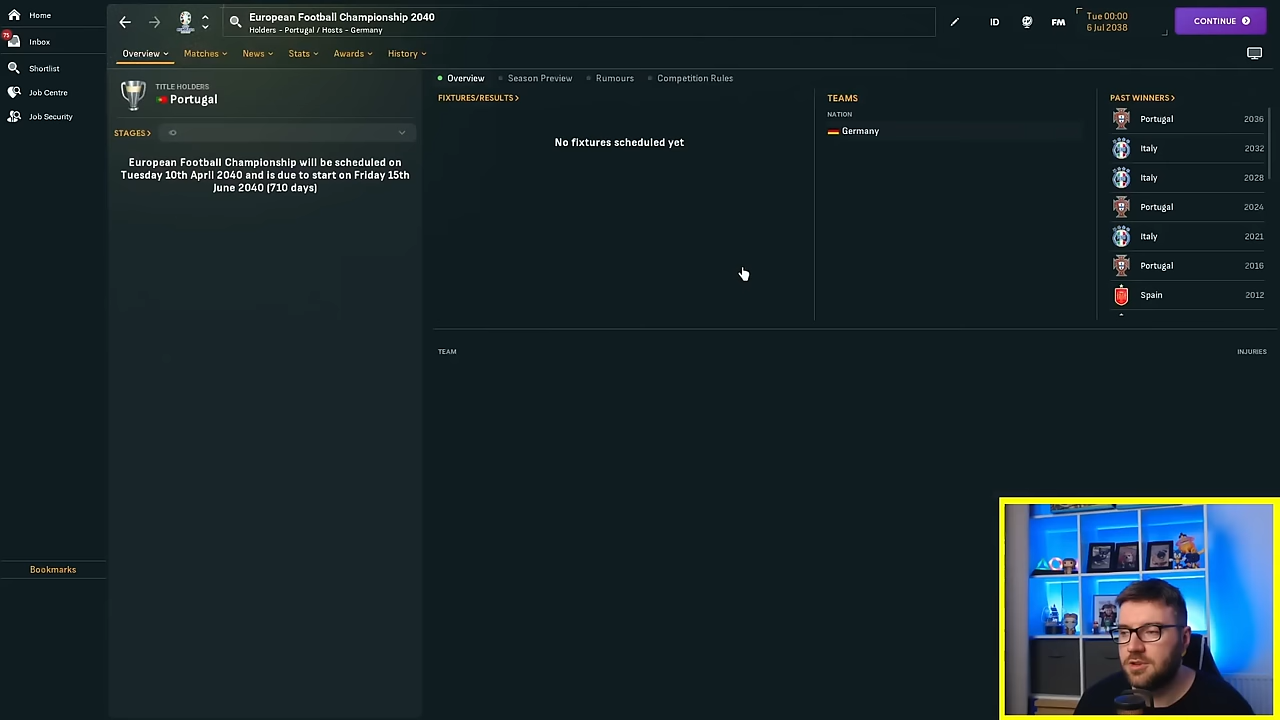 Home
75
Inbox
Shortlist
Job Centre
Job Security
Bookmarks
European Football Championship 2040
Holders - Portugal / Hosts - Germany
ID
FM
Tue 00:00
6 Jul 2038
CONTINUE
Overview
Matches
News
Stats
Awards
History
TITLE HOLDERS
Portugal
STAGES
European Football Championship will be scheduled on
Tuesday 10th April 2040 and is due to start on Friday 15th
June 2040 (710 days)
Overview
Season Preview
Rumours
Competition Rules
FIXTURES/RESULTS
No fixtures scheduled yet
TEAMS
NATION
Germany
PAST WINNERS
Portugal 2036
Italy 2032
Italy 2028
Portugal 2024
Italy 2021
Portugal 2016
Spain 2012
TEAM
INJURIES